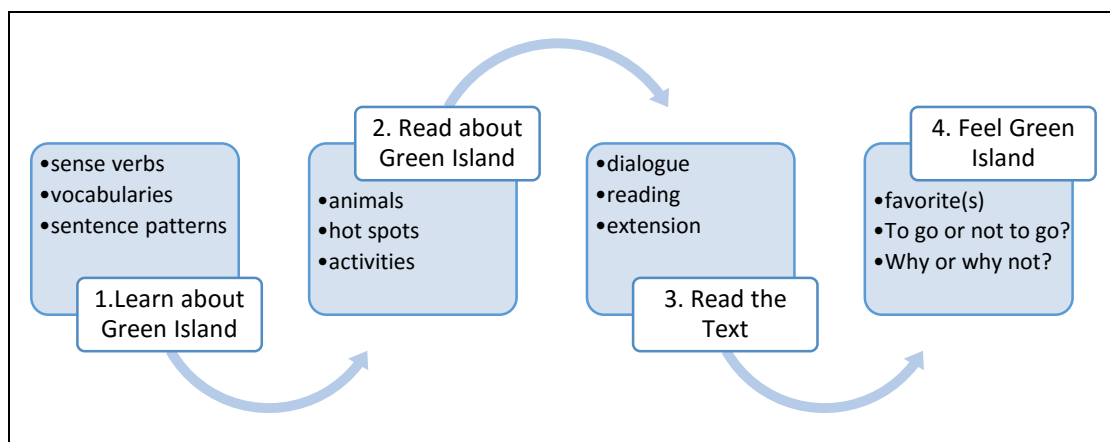 •sense verbs
•vocabularies
•sentence patterns
1.Learn about
Green Island
2. Read about
Green Island
•animals
•hot spots
•activities
•dialogue
•reading
•extension
3. Read the
Text
4. Feel Green
Island
•favorite(s)
•To go or not to go?
•Why or why not?